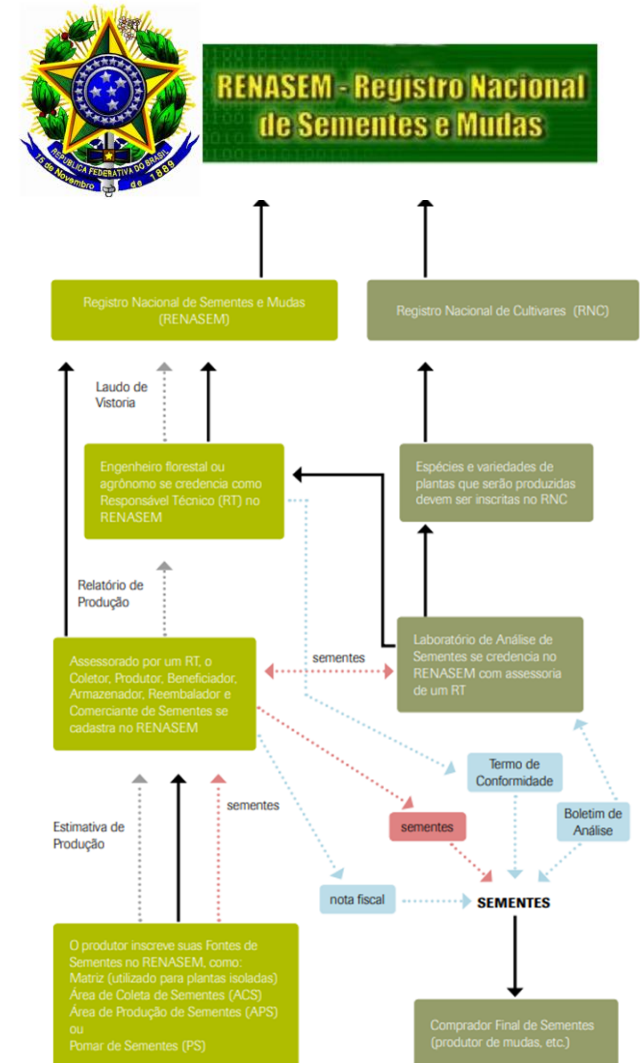 RENASEM - Registro Nacional
de Sementes e Mudas
REPUBLICA FEDERATIVA DO BRASIL
15 de Novembro
de 1889
Registro Nacional de Sementes e Mudas
(RENASEM)
Registro Nacional de Cultivares (RNC)
Laudo de
Vistoria
Engenheiro florestal ou
agrônomo se credencia como
Responsável Técnico (RT) no
RENASEM
Espécies e variedades de
plantas que serão produzidas
devem ser inscritas no RNC
Relatório de
Produção
Assessorado por um RT, o
Coletor, Produtor, Beneficiador,
Armazenador, Reembalador e
Comerciante de Sementes se
cadastra no RENASEM
sementes
Laboratório de Análise de
Sementes se credencia no
RENASEM com assessoria
de um RT
Termo de
Conformidade
Estimativa de
Produção
sementes
sementes
Boletim de
Análise
nota fiscal
SEMENTES
O produtor inscreve suas Fontes de
Sementes no RENASEM, como:
Matriz (utilizado para plantas isoladas)
Área de Coleta de Sementes (ACS)
Área de Produção de Sementes (APS)
ou
Pomar de Sementes (PS)
Comprador Final de Sementes
(produtor de mudas, etc.)